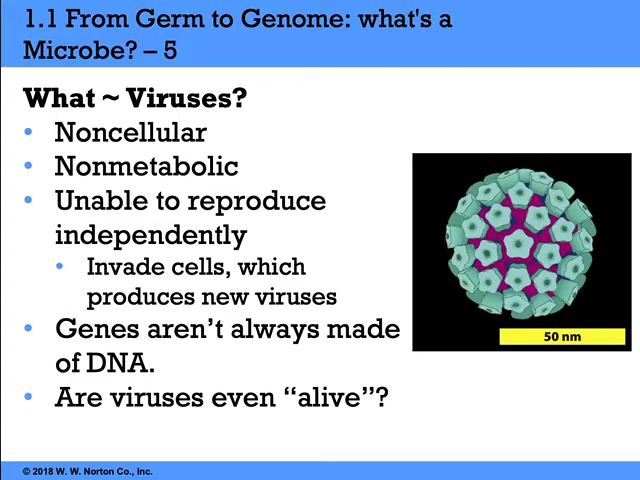 1.1 From Germ to Genome: what's a
Microbe? – 5
What ~ Viruses?
• Noncellular
• Nonmetabolic
• Unable to reproduce
independently
• Invade cells, which
produces new viruses
• Genes aren’t always made
of DNA.
• Are viruses even “alive”?
50 nm
© 2018 W. W. Norton Co., Inc.